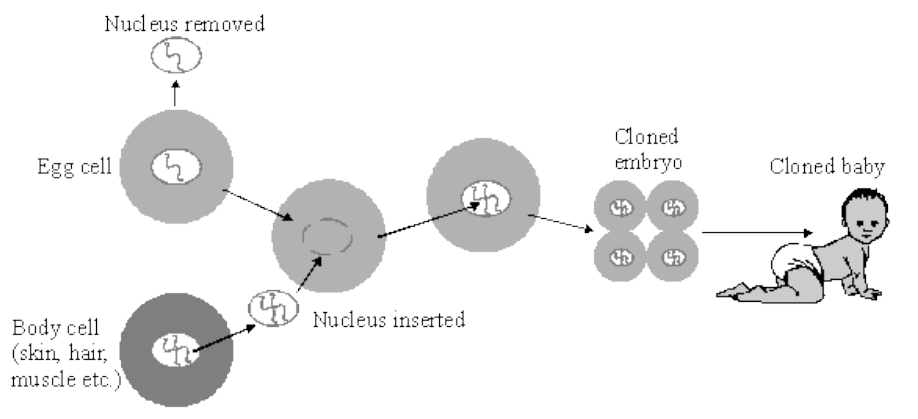 Nucleus removed
Egg cell
Cloned
embryo
Cloned baby
Nucleus inserted
Body cell
(skin, hair,
muscle etc.)